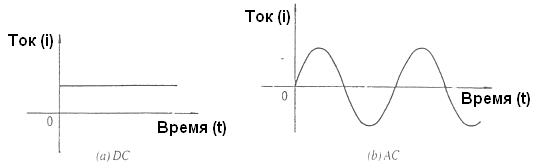 Ток (i)
0
Время (t)
(a) DC
Ток (i)
0
Время (t)
(b) AC